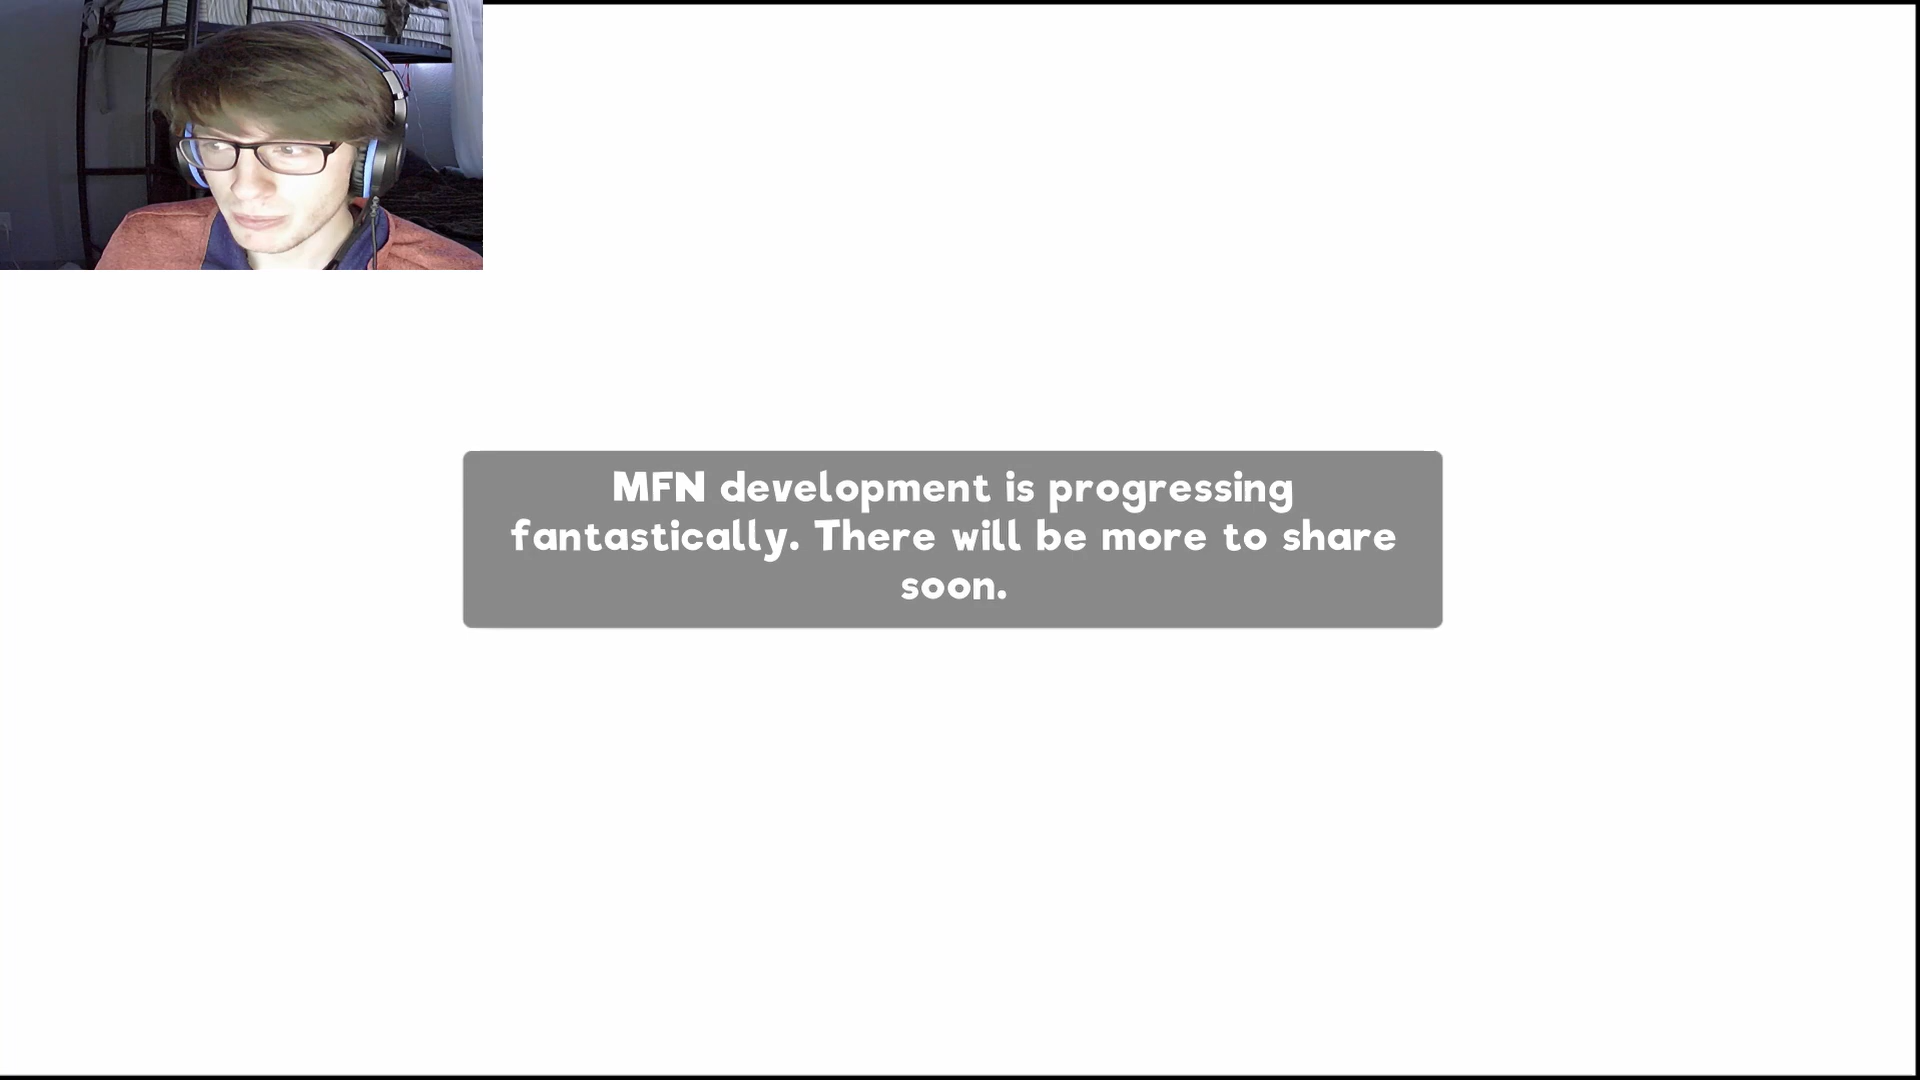 MFN development is progressing
fantastically. There will be more to share
soon.